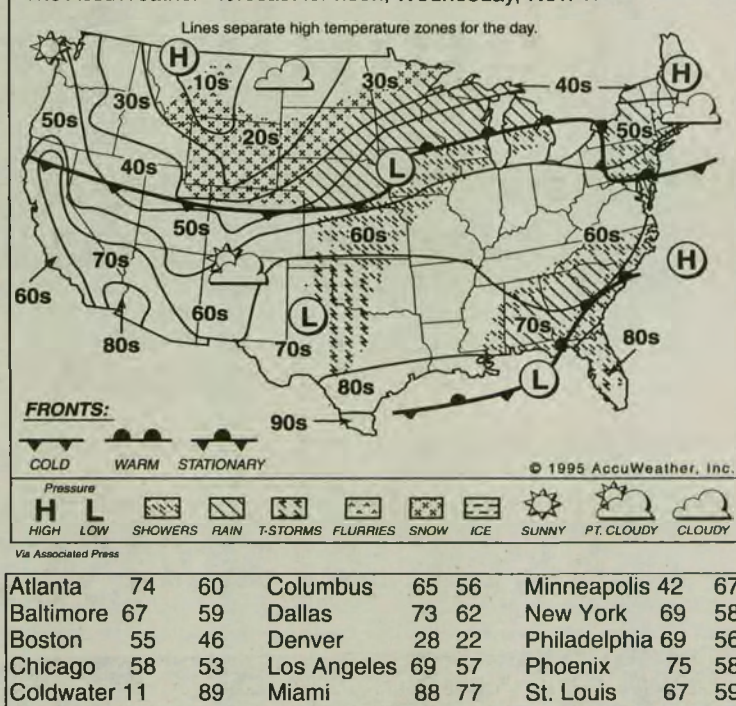 Lines separate high temperature zones for the day.
H
10s
30s
40s
H
30s
50s
20s
50s
40s
L
50s
60s
60s
H
70s
60s
60s
L
70s
80s
70s
80s
L
80s
90s
FRONTS:
COLD WARM STATIONARY
© 1995 AccuWeather, Inc.
Pressure
H L
HIGH LOW SHOWERS RAIN T-STORMS FLURRIES SNOW ICE SUNNY PT. CLOUDY CLOUDY
Via Associated Press
Atlanta 74 60 Columbus 65 56 Minneapolis 42 67
Baltimore 67 59 Dallas 73 62 New York 69 58
Boston 55 46 Denver 28 22 Philadelphia 69 56
Chicago 58 53 Los Angeles 69 57 Phoenix 75 58
Coldwater 11 89 Miami 88 77 St. Louis 67 59